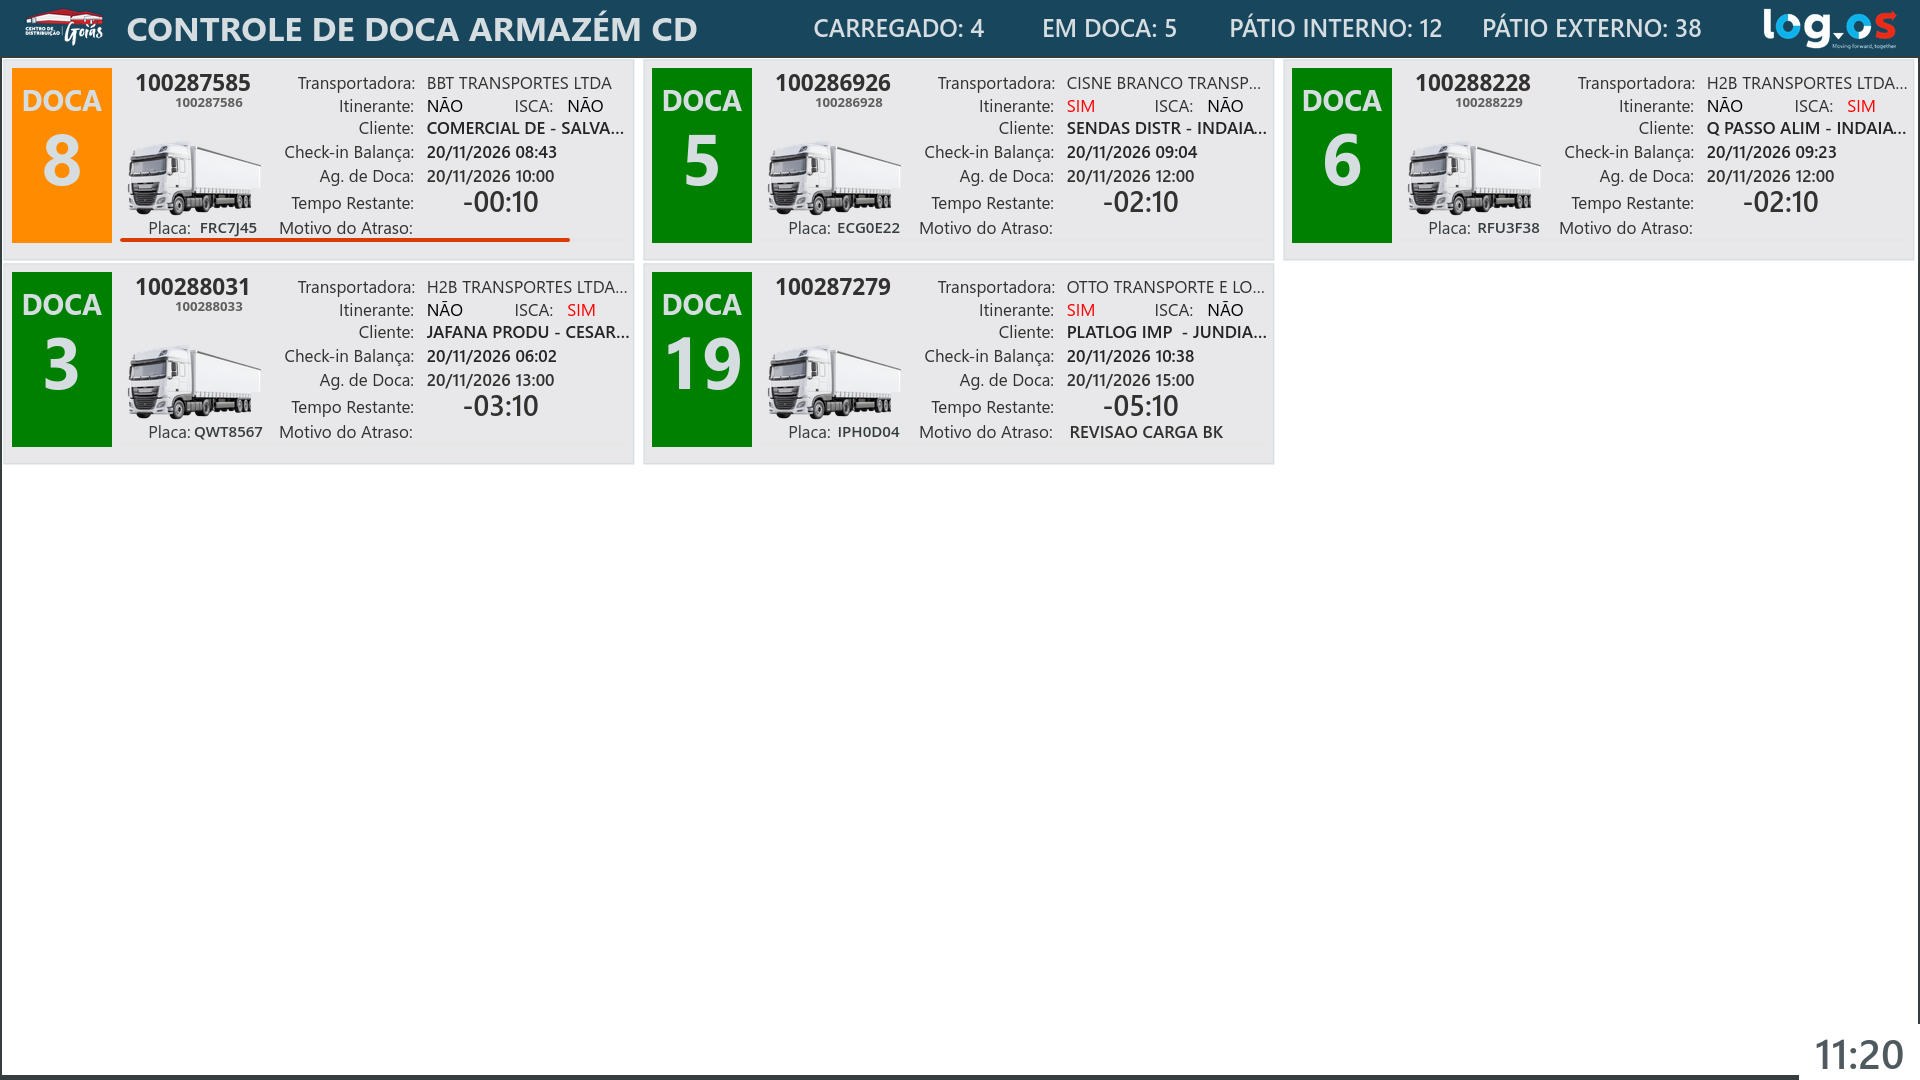 CENTRO DE DISTRIBUIÇÃO Goiás
CONTROLE DE DOCA ARMAZÉM CD
CARREGADO: 4
EM DOCA: 5
PÁTIO INTERNO: 12
PÁTIO EXTERNO: 38
log.os
Moving forward, together
DOCA
8
100287585
100287586
Placa: FRC7J45
Transportadora: BBT TRANSPORTES LTDA
Itinerante: NÃO ISCA: NÃO
Cliente: COMERCIAL DE - SALVA...
Check-in Balança: 20/11/2026 08:43
Ag. de Doca: 20/11/2026 10:00
Tempo Restante: -00:10
Motivo do Atraso:
DOCA
5
100286926
100286928
Placa: ECG0E22
Transportadora: CISNE BRANCO TRANSP...
Itinerante: SIM ISCA: NÃO
Cliente: SENDAS DISTR - INDAIA...
Check-in Balança: 20/11/2026 09:04
Ag. de Doca: 20/11/2026 12:00
Tempo Restante: -02:10
Motivo do Atraso:
DOCA
6
100288228
100288229
Placa: RFU3F38
Transportadora: H2B TRANSPORTES LTDA...
Itinerante: NÃO ISCA: SIM
Cliente: Q PASSO ALIM - INDAIA...
Check-in Balança: 20/11/2026 09:23
Ag. de Doca: 20/11/2026 12:00
Tempo Restante: -02:10
Motivo do Atraso:
DOCA
3
100288031
100288033
Placa: QWT8567
Transportadora: H2B TRANSPORTES LTDA...
Itinerante: NÃO ISCA: SIM
Cliente: JAFANA PRODU - CESAR...
Check-in Balança: 20/11/2026 06:02
Ag. de Doca: 20/11/2026 13:00
Tempo Restante: -03:10
Motivo do Atraso:
DOCA
19
100287279
Placa: IPH0D04
Transportadora: OTTO TRANSPORTE E LO...
Itinerante: SIM ISCA: NÃO
Cliente: PLATLOG IMP - JUNDIA...
Check-in Balança: 20/11/2026 10:38
Ag. de Doca: 20/11/2026 15:00
Tempo Restante: -05:10
Motivo do Atraso: REVISAO CARGA BK
11:20